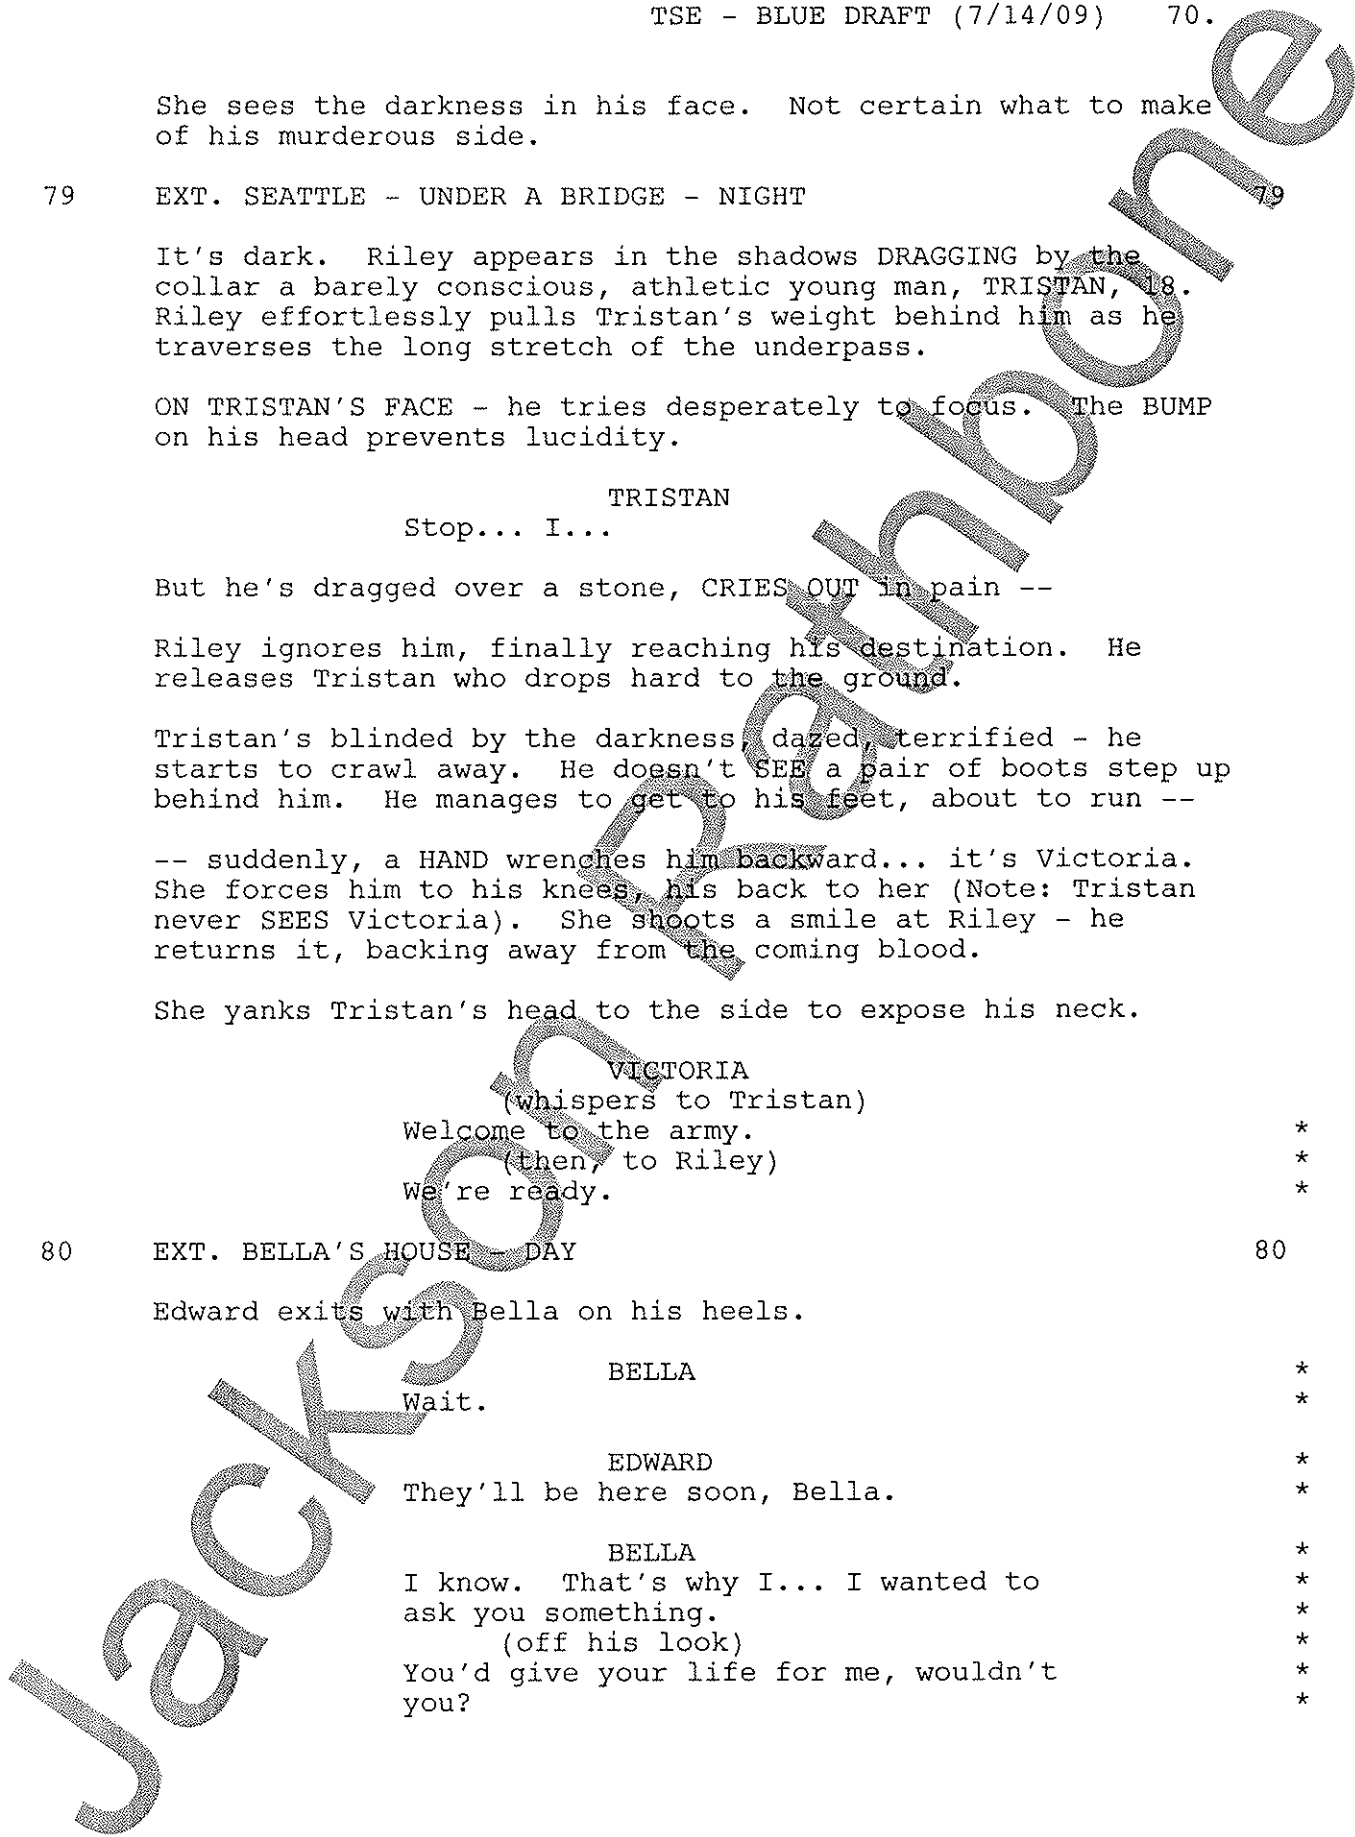 TSE - BLUE DRAFT (7/14/09) 70.
She sees the darkness in his face. Not certain what to make
of his murderous side.
79 EXT. SEATTLE - UNDER A BRIDGE - NIGHT 79
It's dark. Riley appears in the shadows DRAGGING by the
collar a barely conscious, athletic young man, TRISTAN, 18.
Riley effortlessly pulls Tristan's weight behind him as he
traverses the long stretch of the underpass.
ON TRISTAN'S FACE - he tries desperately to focus. The BUMP
on his head prevents lucidity.
TRISTAN
Stop... I...
But he's dragged over a stone, CRIES OUT in pain --
Riley ignores him, finally reaching his destination. He
releases Tristan who drops hard to the ground.
Tristan's blinded by the darkness, dazed, terrified - he
starts to crawl away. He doesn't SEE a pair of boots step up
behind him. He manages to get to his feet, about to run --
-- suddenly, a HAND wrenches him backward... it's Victoria.
She forces him to his knees, his back to her (Note: Tristan
never SEES Victoria). She shoots a smile at Riley - he
returns it, backing away from the coming blood.
She yanks Tristan's head to the side to expose his neck.
VICTORIA
(whispers to Tristan)
Welcome to the army. *
(then, to Riley) *
We're ready. *
80 EXT. BELLA'S HOUSE - DAY 80
Edward exits with Bella on his heels.
BELLA *
Wait. *
EDWARD *
They'll be here soon, Bella. *
BELLA *
I know. That's why I... I wanted to *
ask you something. *
(off his look) *
You'd give your life for me, wouldn't *
you? *
Jackson Rathbone